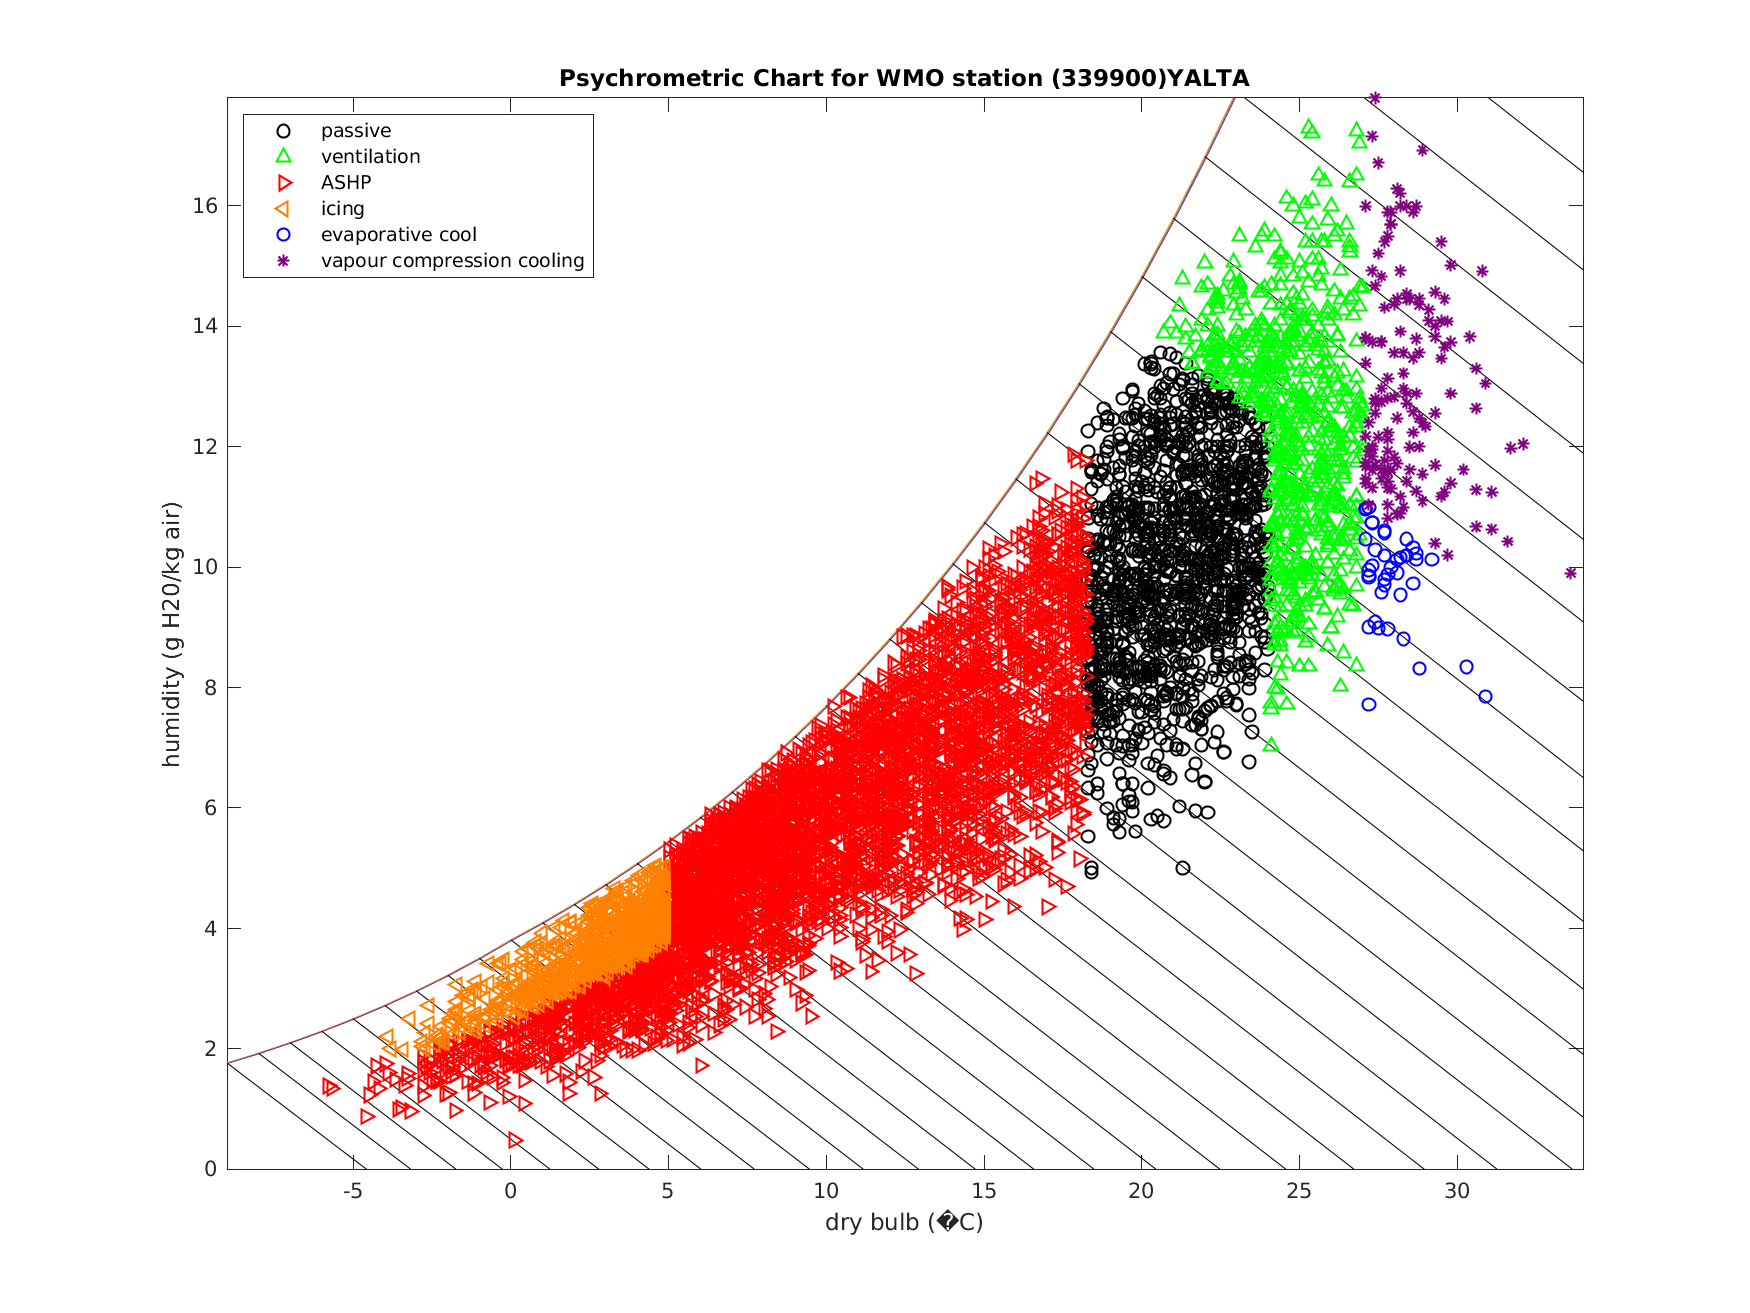 Psychrometric Chart for WMO station (339900)YALTA
passive
ventilation
ASHP
icing
evaporative cool
vapour compression cooling
humidity (g H20/kg air)
16
14
12
10
8
6
4
2
0
-5 0 5 10 15 20 25 30
dry bulb (�C)